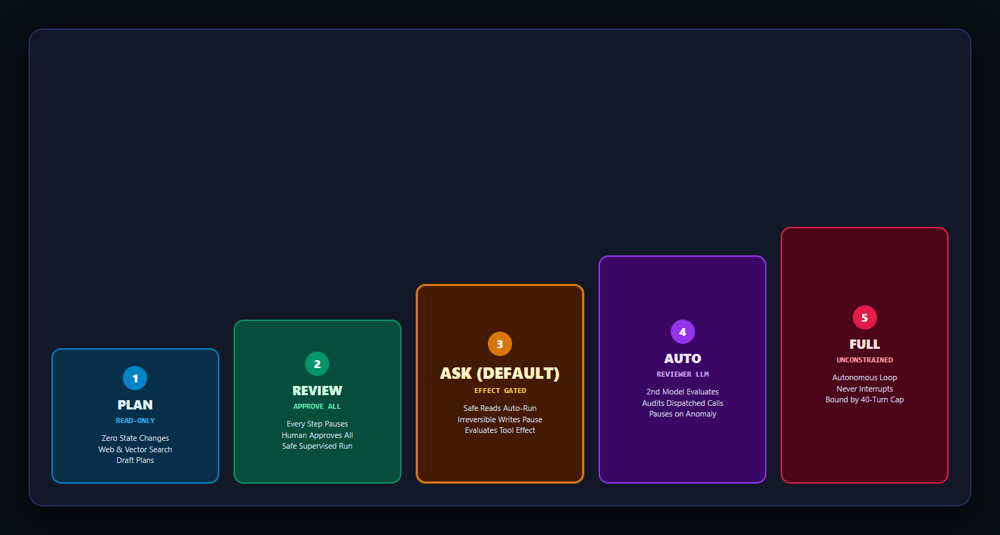 1
PLAN
READ-ONLY
Zero State Changes
Web & Vector Search
Draft Plans
2
REVIEW
APPROVE ALL
Every Step Pauses
Human Approves All
Safe Supervised Run
3
ASK (DEFAULT)
EFFECT GATED
Safe Reads Auto-Run
Irreversible Writes Pause
Evaluates Tool Effect
4
AUTO
REVIEWER LLM
2nd Model Evaluates
Audits Dispatched Calls
Pauses on Anomaly
5
FULL
UNCONSTRAINED
Autonomous Loop
Never Interrupts
Bound by 40-Turn Cap